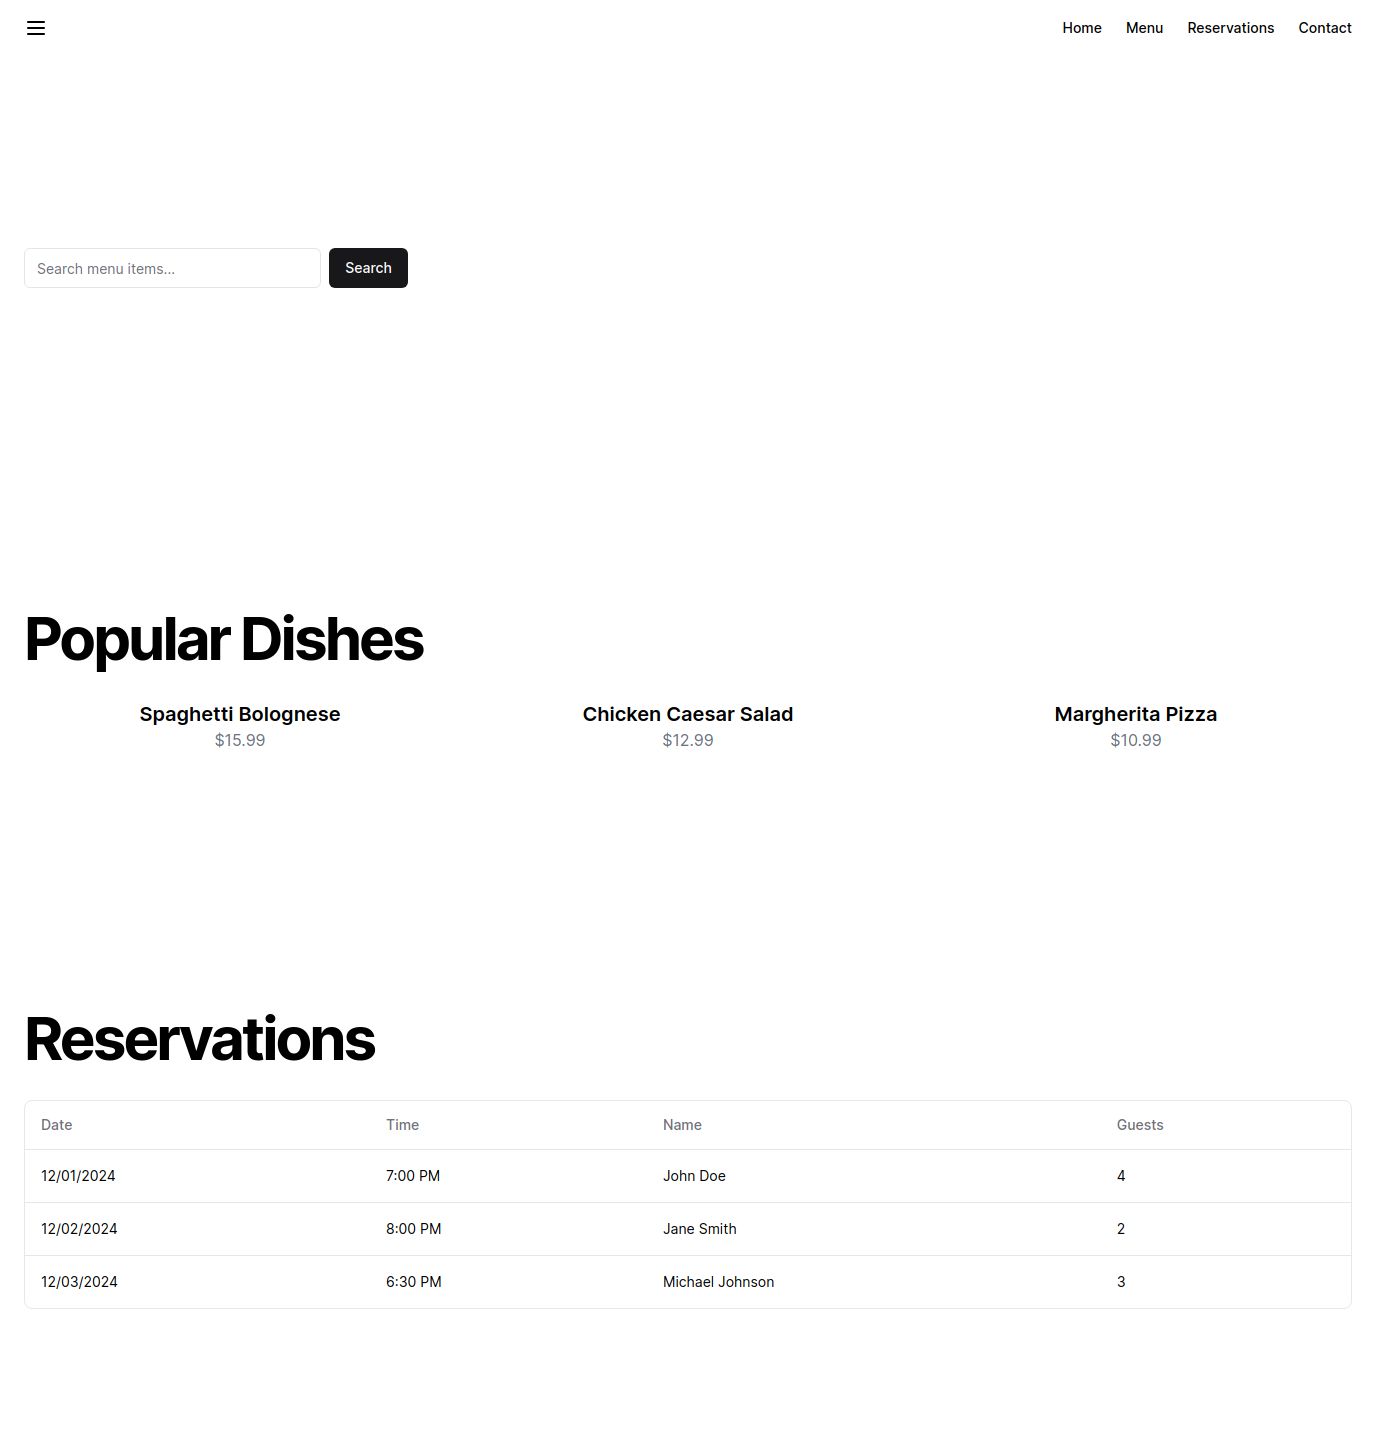 Home Menu Reservations Contact
Search menu items... Search
Popular Dishes
Spaghetti Bolognese Chicken Caesar Salad Margherita Pizza
$15.99 $12.99 $10.99
Reservations
Date Time Name Guests
12/01/2024 7:00 PM John Doe 4
12/02/2024 8:00 PM Jane Smith 2
12/03/2024 6:30 PM Michael Johnson 3